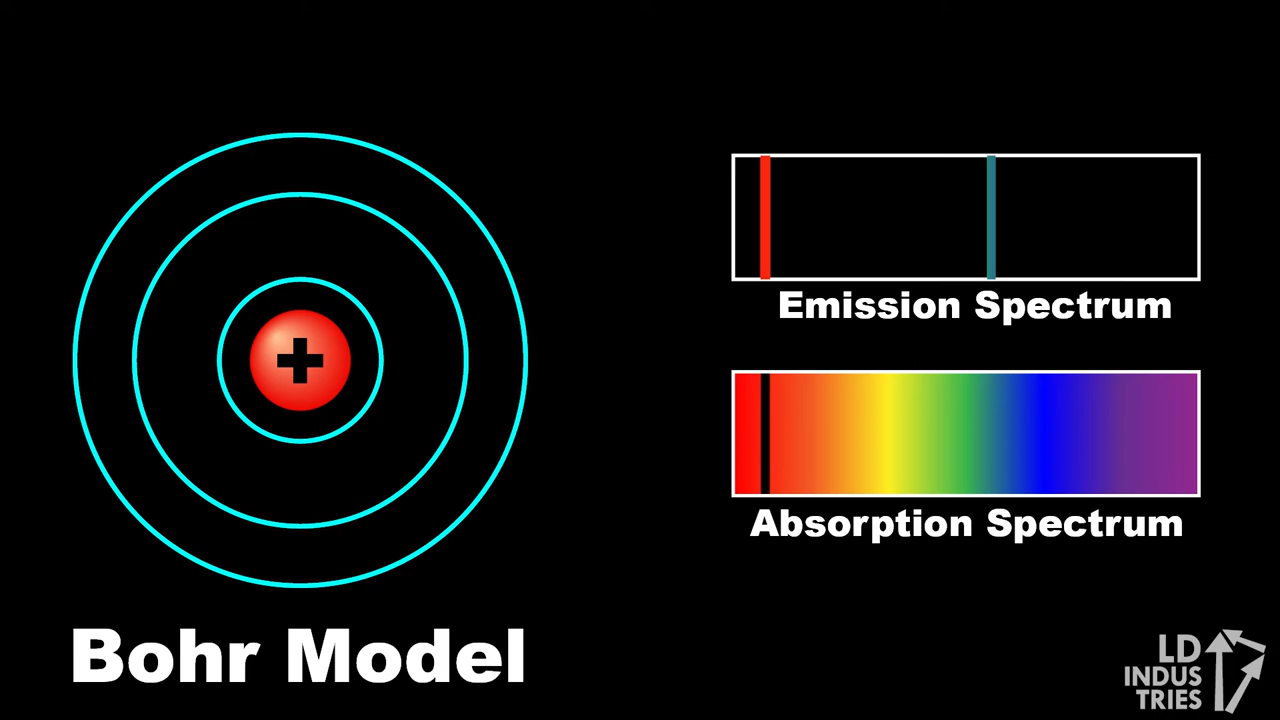 Emission Spectrum
Absorption Spectrum
Bohr Model
LD
INDUS
TRIES